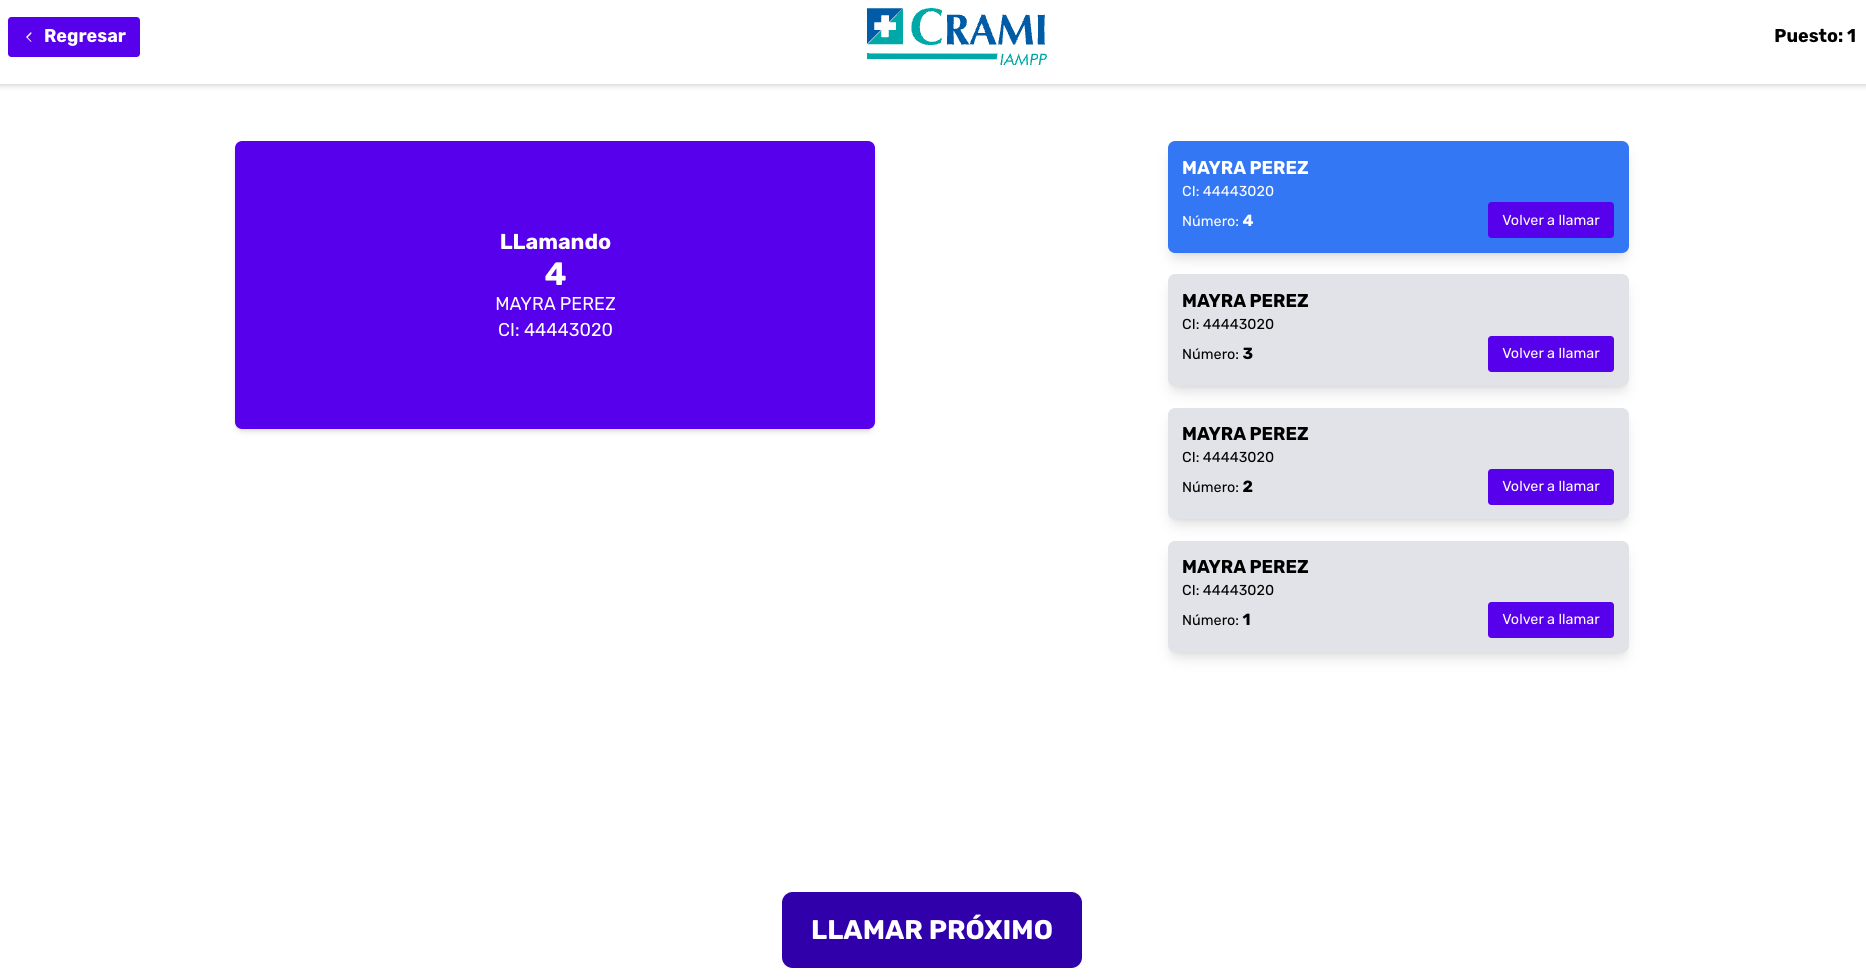 Regresar
CRAMI
IAMPP
Puesto: 1
LLamando
4
MAYRA PEREZ
CI: 44443020
MAYRA PEREZ
CI: 44443020
Número: 4
Volver a llamar
MAYRA PEREZ
CI: 44443020
Número: 3
Volver a llamar
MAYRA PEREZ
CI: 44443020
Número: 2
Volver a llamar
MAYRA PEREZ
CI: 44443020
Número: 1
Volver a llamar
LLAMAR PRÓXIMO